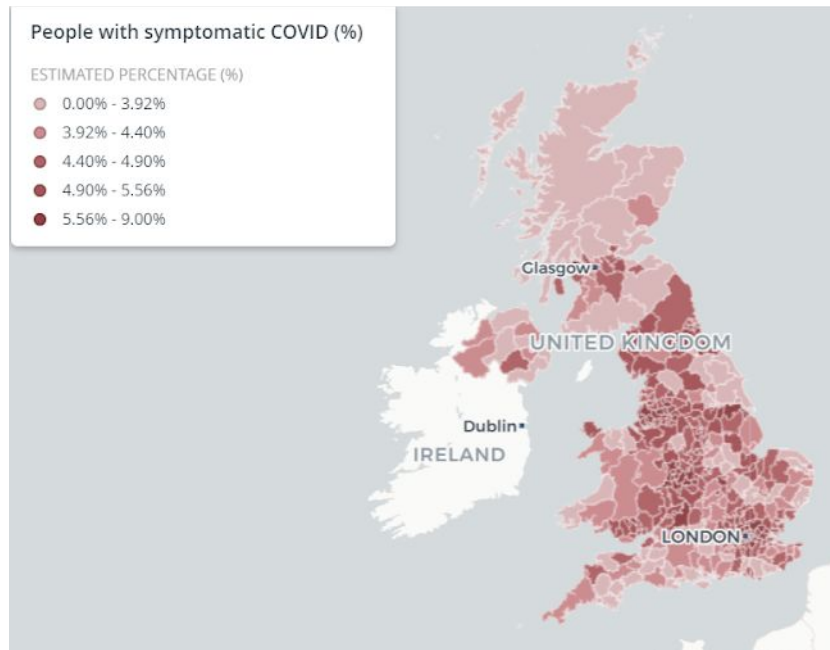 People with symptomatic COVID (%)
ESTIMATED PERCENTAGE (%)
0.00% - 3.92%
3.92% - 4.40%
4.40% - 4.90%
4.90% - 5.56%
5.56% - 9.00%
Glasgow
UNITED KINGDOM
Dublin
IRELAND
LONDON